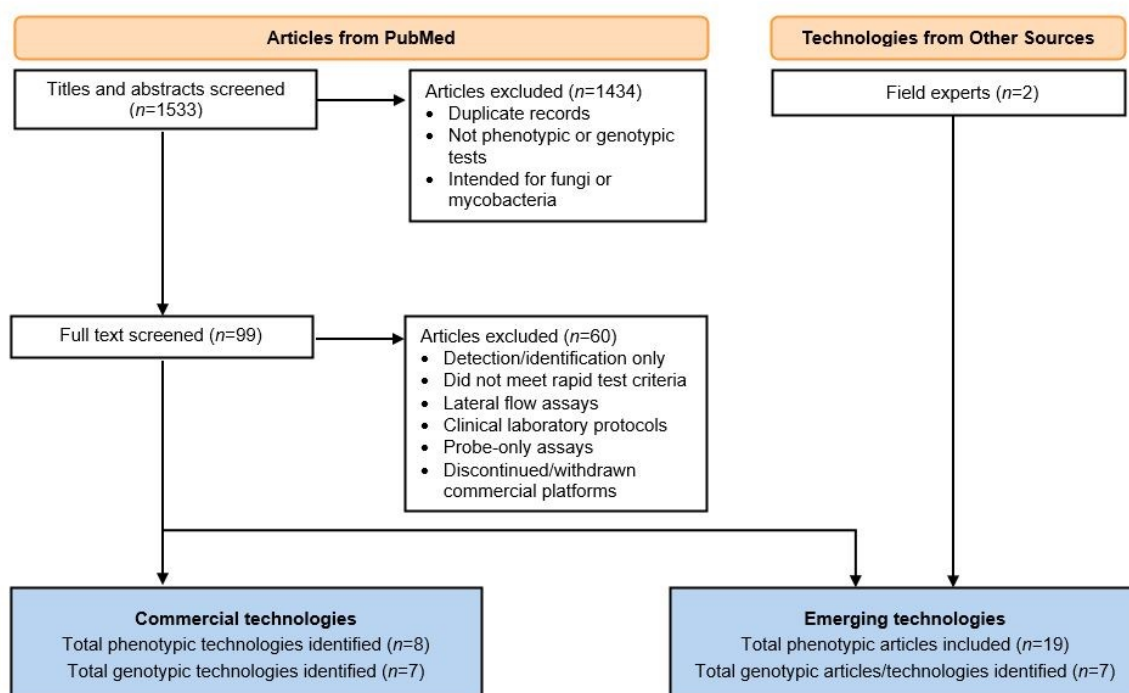 Articles from PubMed
Technologies from Other Sources
Titles and abstracts screened
(n=1533)
Articles excluded (n=1434)
• Duplicate records
• Not phenotypic or genotypic
tests
• Intended for fungi or
mycobacteria
Field experts (n=2)
Full text screened (n=99)
Articles excluded (n=60)
• Detection/identification only
• Did not meet rapid test criteria
• Lateral flow assays
• Clinical laboratory protocols
• Probe-only assays
• Discontinued/withdrawn
commercial platforms
Commercial technologies
Total phenotypic technologies identified (n=8)
Total genotypic technologies identified (n=7)
Emerging technologies
Total phenotypic articles included (n=19)
Total genotypic articles/technologies identified (n=7)